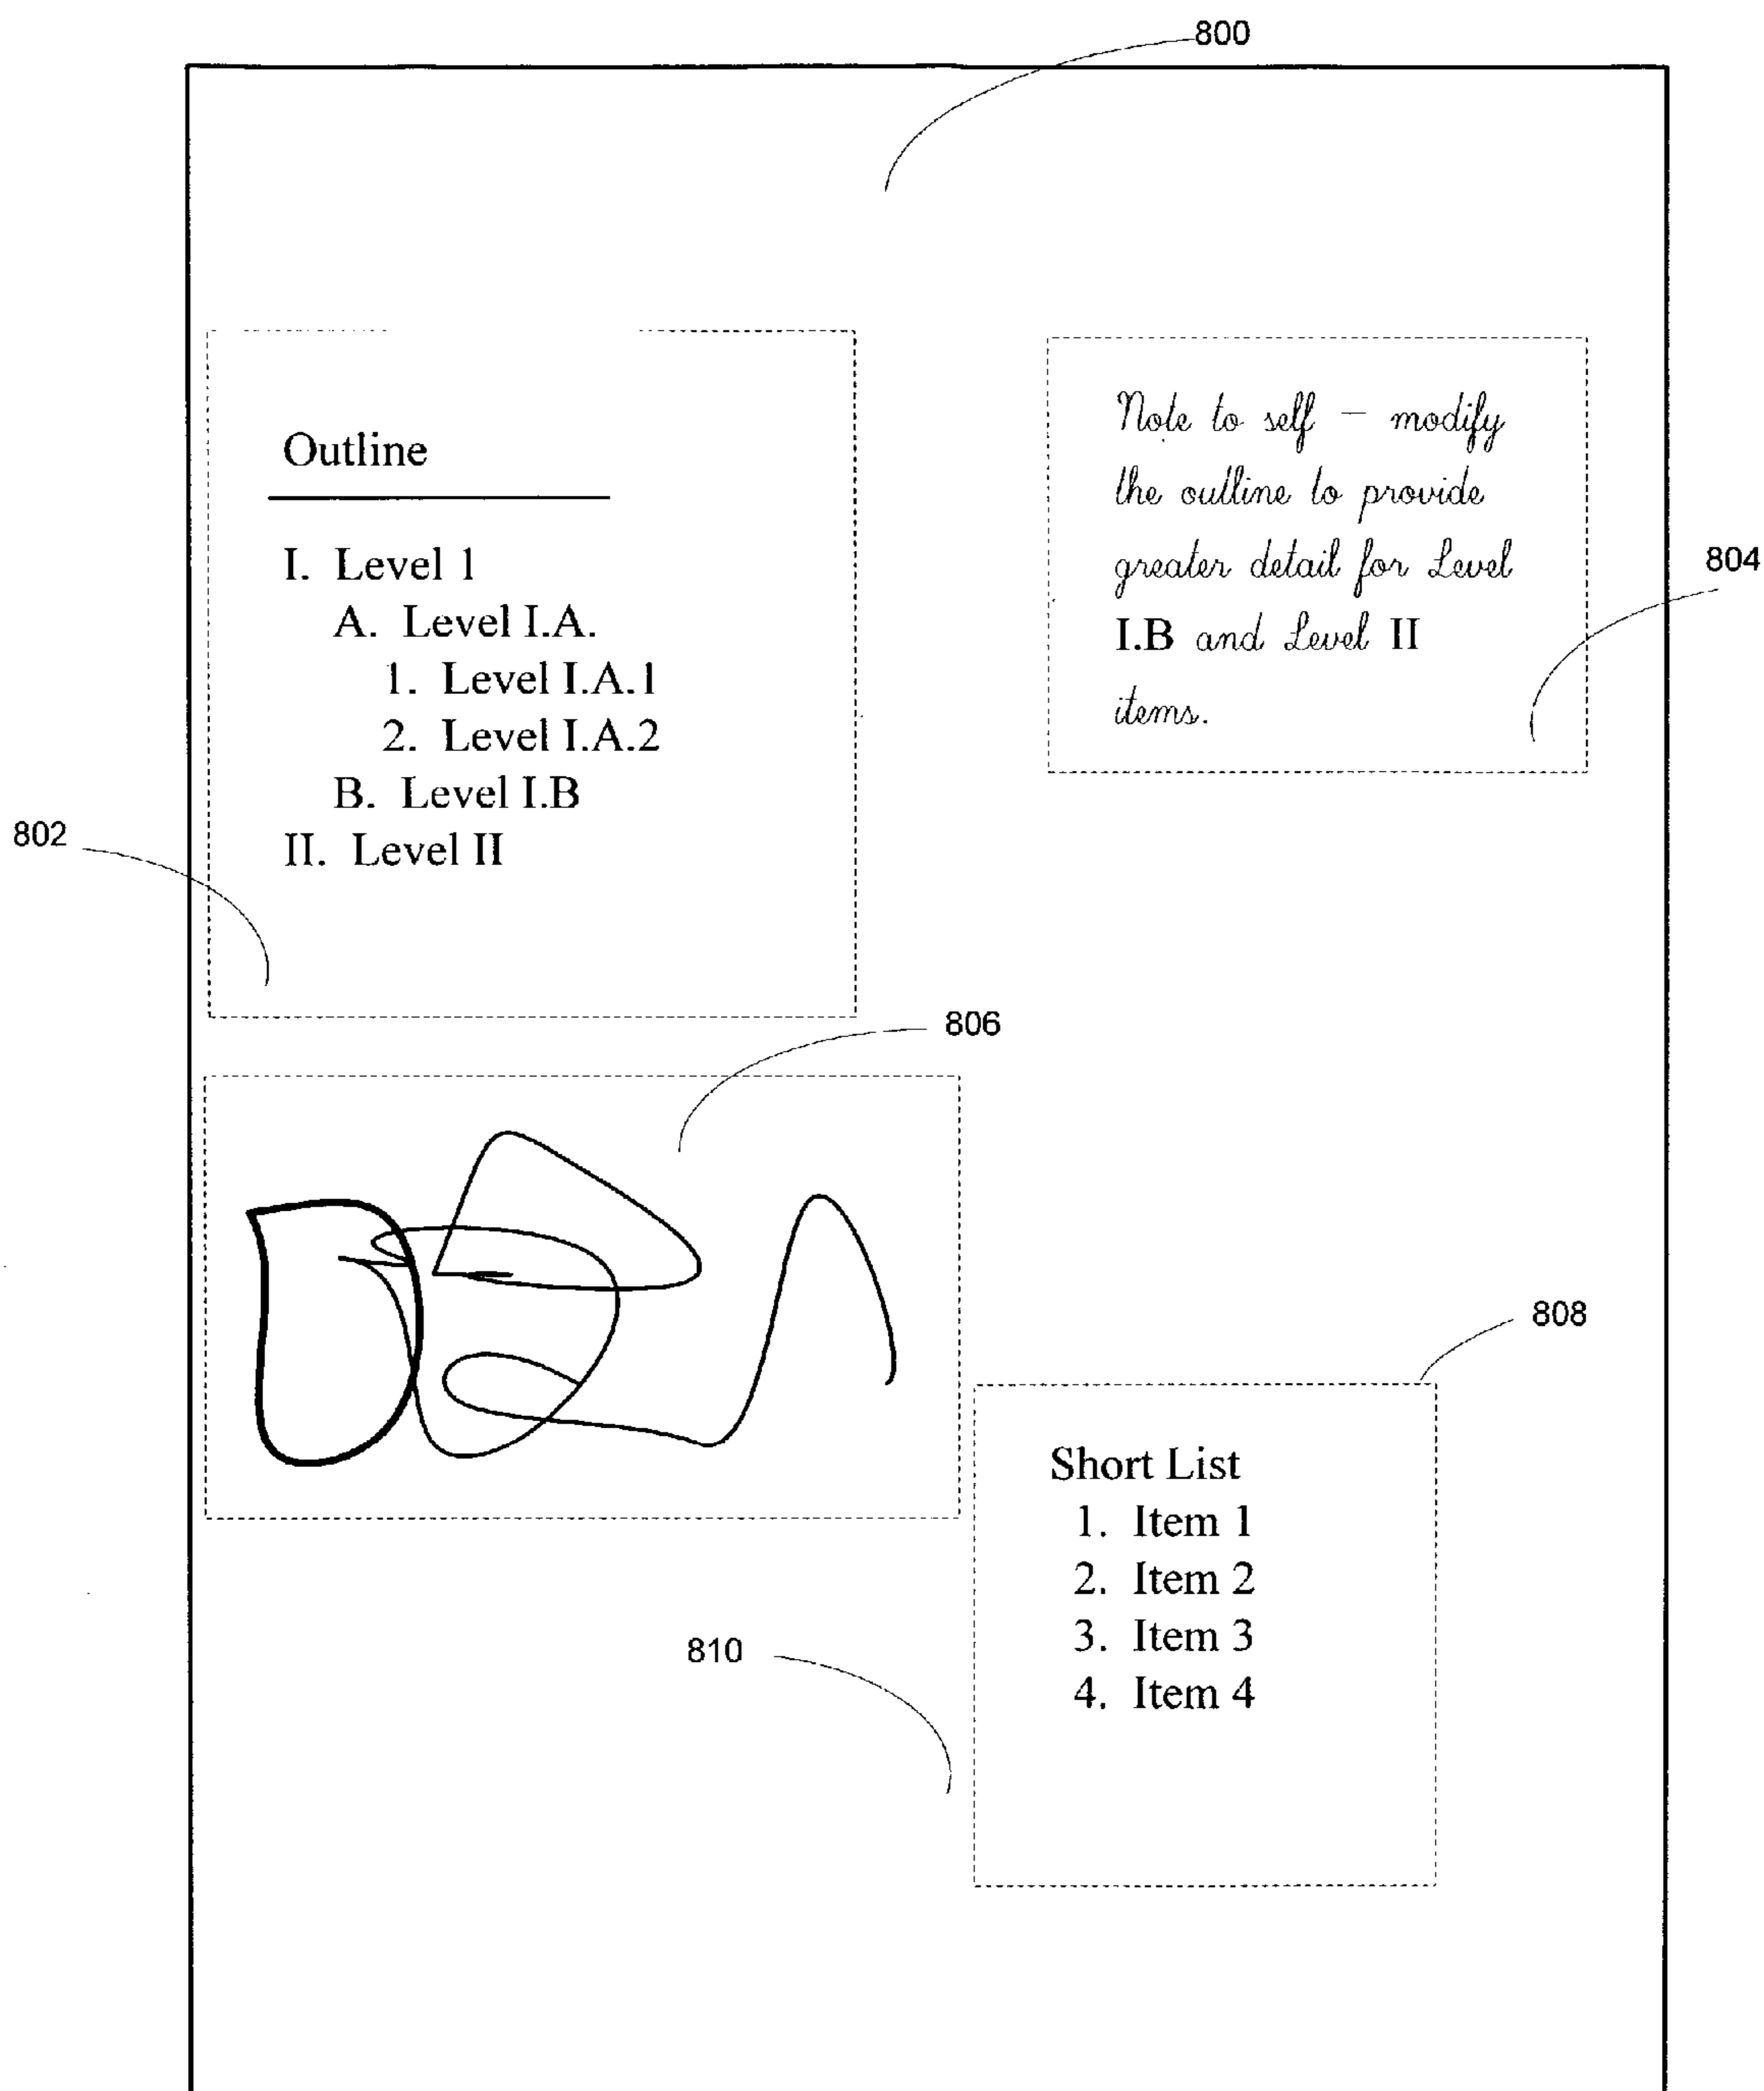 800
Outline
I. Level 1
A. Level I.A.
1. Level I.A.1
2. Level I.A.2
B. Level I.B
II. Level II
802
Note to self – modify
the outline to provide
greater detail for Level
I.B and Level II
items.
804
806
808
Short List
1. Item 1
2. Item 2
3. Item 3
4. Item 4
810